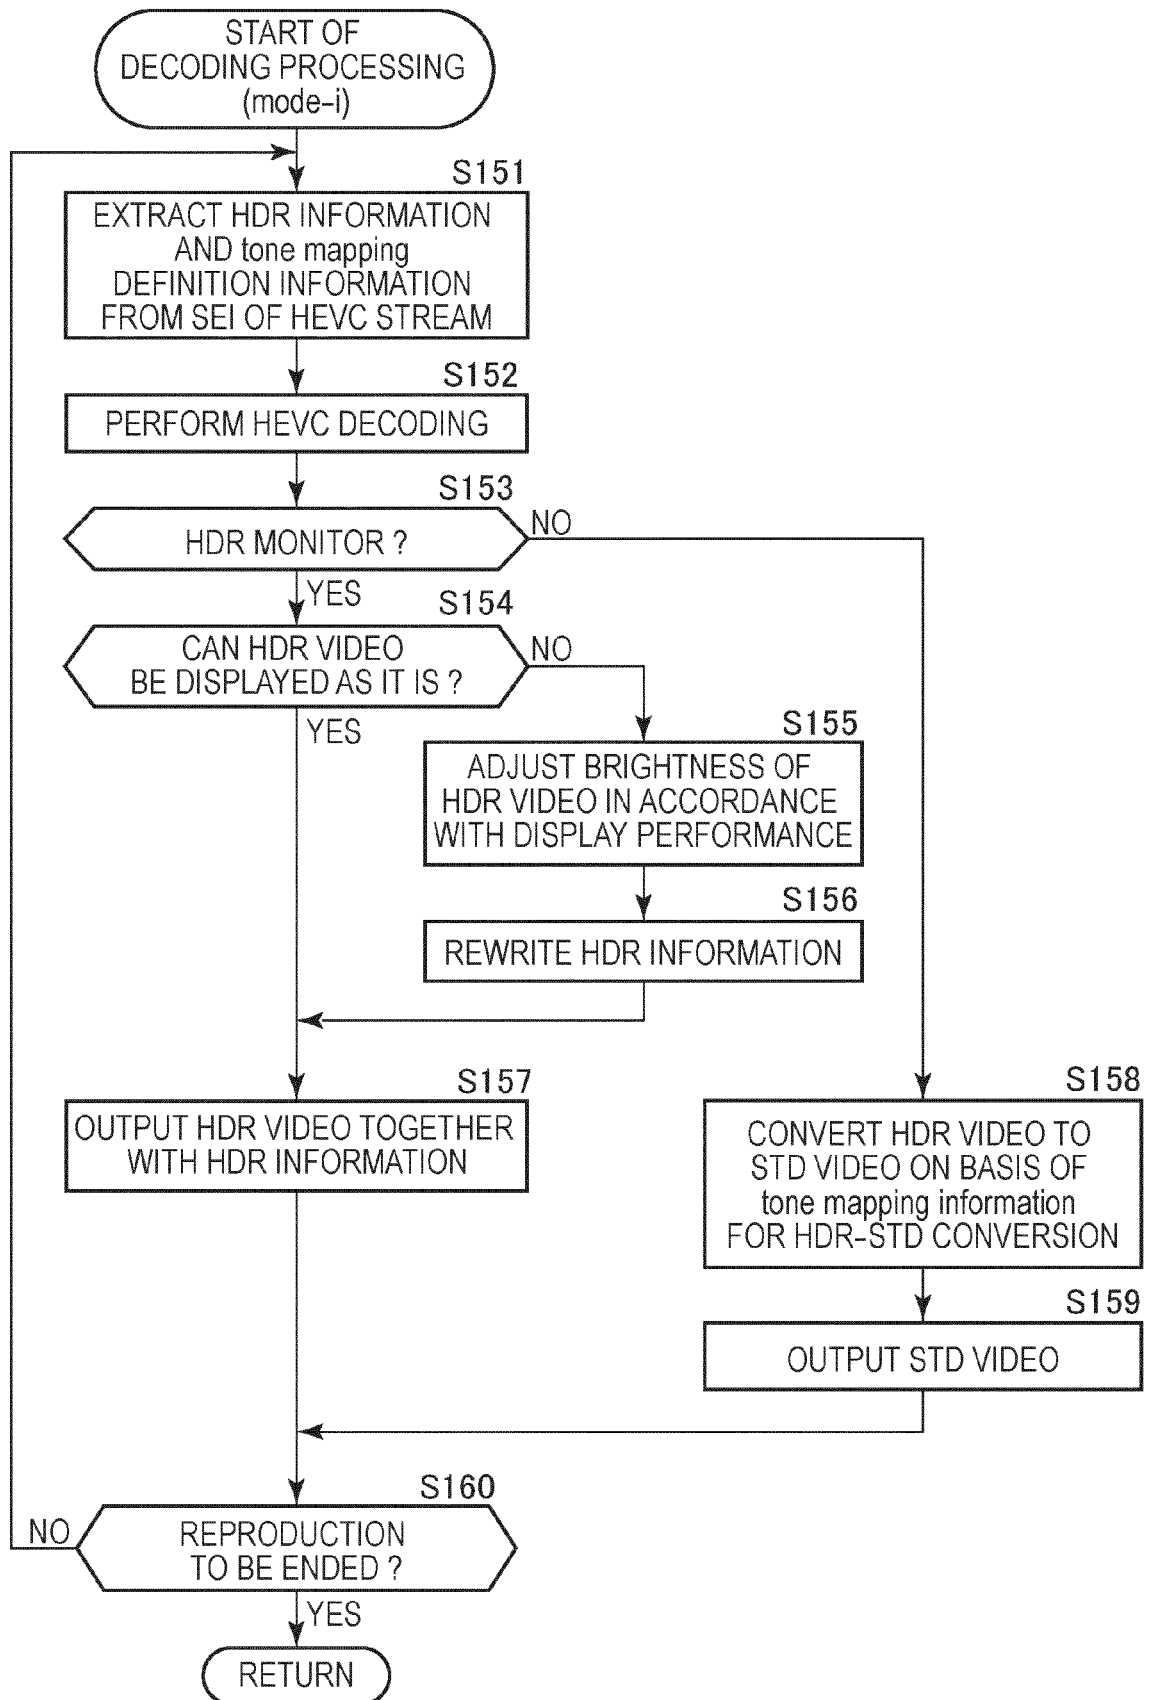 START OF
DECODING PROCESSING
(mode-i)
S151
EXTRACT HDR INFORMATION
AND tone mapping
DEFINITION INFORMATION
FROM SEI OF HEVC STREAM
S152
PERFORM HEVC DECODING
S153
HDR MONITOR ?
NO
YES
S154
CAN HDR VIDEO
BE DISPLAYED AS IT IS ?
NO
YES
S155
ADJUST BRIGHTNESS OF
HDR VIDEO IN ACCORDANCE
WITH DISPLAY PERFORMANCE
S156
REWRITE HDR INFORMATION
S157
OUTPUT HDR VIDEO TOGETHER
WITH HDR INFORMATION
S158
CONVERT HDR VIDEO TO
STD VIDEO ON BASIS OF
tone mapping information
FOR HDR-STD CONVERSION
S159
OUTPUT STD VIDEO
S160
REPRODUCTION
TO BE ENDED ?
NO
YES
RETURN